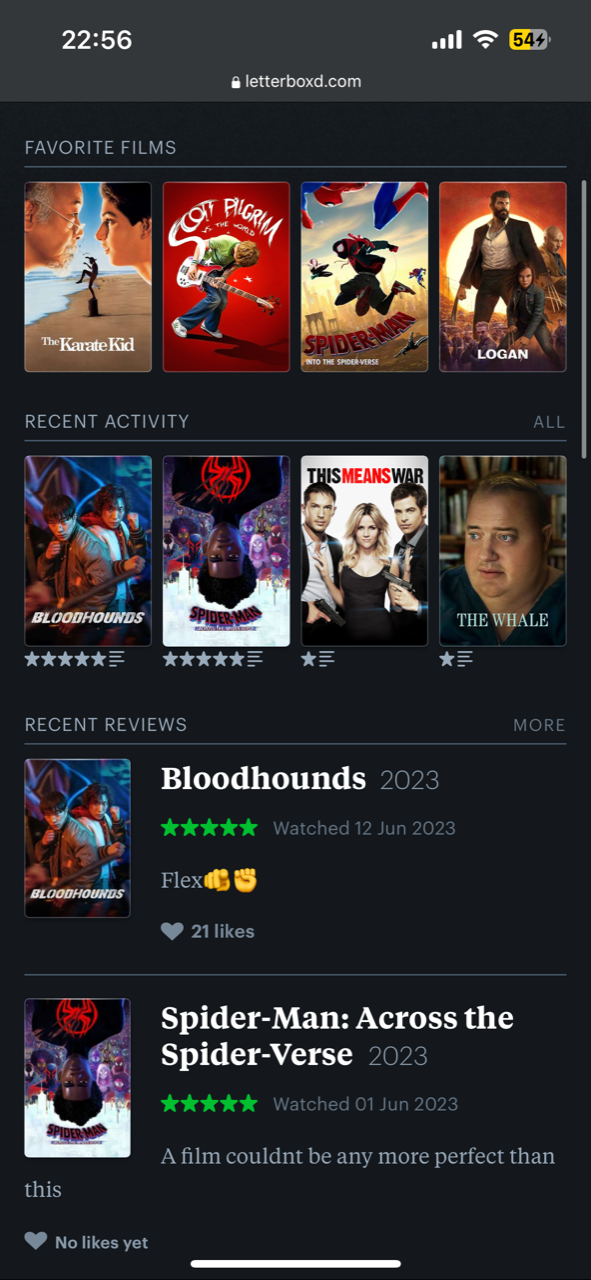 22:56
54
letterboxd.com
FAVORITE FILMS
The Karate Kid
SCOTT PILGRIM
VS. THE WORLD
SPIDER-MAN
INTO THE SPIDER-VERSE
LOGAN
RECENT ACTIVITY
ALL
BLOODHOUNDS
SPIDER-MAN
THIS MEANS WAR
THE WHALE
★★★★★
★★★★★
★
★
RECENT REVIEWS
MORE
BLOODHOUNDS
Bloodhounds 2023
★★★★★ Watched 12 Jun 2023
Flex🫵✊
21 likes
SPIDER-MAN
Spider-Man: Across the
Spider-Verse 2023
★★★★★ Watched 01 Jun 2023
A film couldnt be any more perfect than
this
No likes yet